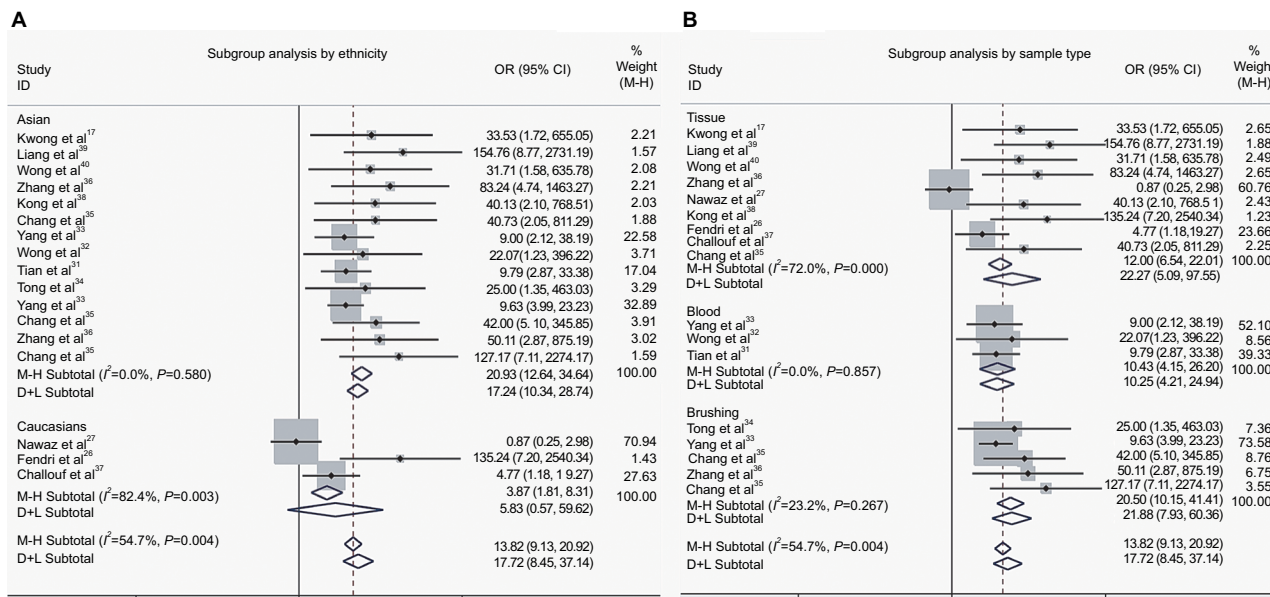 A
Subgroup analysis by ethnicity
Study ID OR (95% CI) % Weight (M-H)
Asian
Kwong et al17 33.53 (1.72, 655.05) 2.21
Liang et al39 154.76 (8.77, 2731.19) 1.57
Wong et al40 31.71 (1.58, 635.78) 2.08
Zhang et al36 83.24 (4.74, 1463.27) 2.21
Kong et al38 40.13 (2.10, 768.51) 2.03
Chang et al35 40.73 (2.05, 811.29) 1.88
Yang et al33 9.00 (2.12, 38.19) 22.58
Wong et al32 22.07(1.23, 396.22) 3.71
Tian et al31 9.79 (2.87, 33.38) 17.04
Tong et al34 25.00 (1.35, 463.03) 3.29
Yang et al33 9.63 (3.99, 23.23) 32.89
Chang et al35 42.00 (5.10, 345.85) 3.91
Zhang et al36 50.11 (2.87, 875.19) 3.02
Chang et al35 127.17 (7.11, 2274.17) 1.59
M-H Subtotal (I2=0.0%, P=0.580) 20.93 (12.64, 34.64) 100.00
D+L Subtotal 17.24 (10.34, 28.74)
Caucasians
Nawaz et al27 0.87 (0.25, 2.98) 70.94
Fendri et al26 135.24 (7.20, 2540.34) 1.43
Challouf et al37 4.77 (1.18, 1 9.27) 27.63
M-H Subtotal (I2=82.4%, P=0.003) 3.87 (1.81, 8.31) 100.00
D+L Subtotal 5.83 (0.57, 59.62)
M-H Subtotal (I2=54.7%, P=0.004) 13.82 (9.13, 20.92)
D+L Subtotal 17.72 (8.45, 37.14)
B
Subgroup analysis by sample type
Study ID OR (95% CI) % Weight (M-H)
Tissue
Kwong et al17 33.53 (1.72, 655.05) 2.65
Liang et al39 154.76 (8.77, 2731.19) 1.88
Wong et al40 31.71 (1.58, 635.78) 2.49
Zhang et al36 83.24 (4.74, 1463.27) 2.65
Nawaz et al27 0.87 (0.25, 2.98) 60.76
Kong et al38 40.13 (2.10, 768.5 1) 2.43
Fendri et al26 135.24 (7.20, 2540.34) 1.23
Challouf et al37 4.77 (1.18,19.27) 23.66
Chang et al35 40.73 (2.05, 811.29) 2.25
M-H Subtotal (I2=72.0%, P=0.000) 12.00 (6.54, 22.01) 100.00
D+L Subtotal 22.27 (5.09, 97.55)
Blood
Yang et al33 9.00 (2.12, 38.19) 52.10
Wong et al32 22.07(1.23, 396.22) 8.56
Tian et al31 9.79 (2.87, 33.38) 39.33
M-H Subtotal (I2=0.0%, P=0.857) 10.43 (4.15, 26.20) 100.00
D+L Subtotal 10.25 (4.21, 24.94)
Brushing
Tong et al34 25.00 (1.35, 463.03) 7.36
Yang et al33 9.63 (3.99, 23.23) 73.58
Chang et al35 42.00 (5.10, 345.85) 8.76
Zhang et al36 50.11 (2.87, 875.19) 6.75
Chang et al35 127.17 (7.11, 2274.17) 3.55
M-H Subtotal (I2=23.2%, P=0.267) 20.50 (10.15, 41.41) 100.00
D+L Subtotal 21.88 (7.93, 60.36)
M-H Subtotal (I2=54.7%, P=0.004) 13.82 (9.13, 20.92)
D+L Subtotal 17.72 (8.45, 37.14)